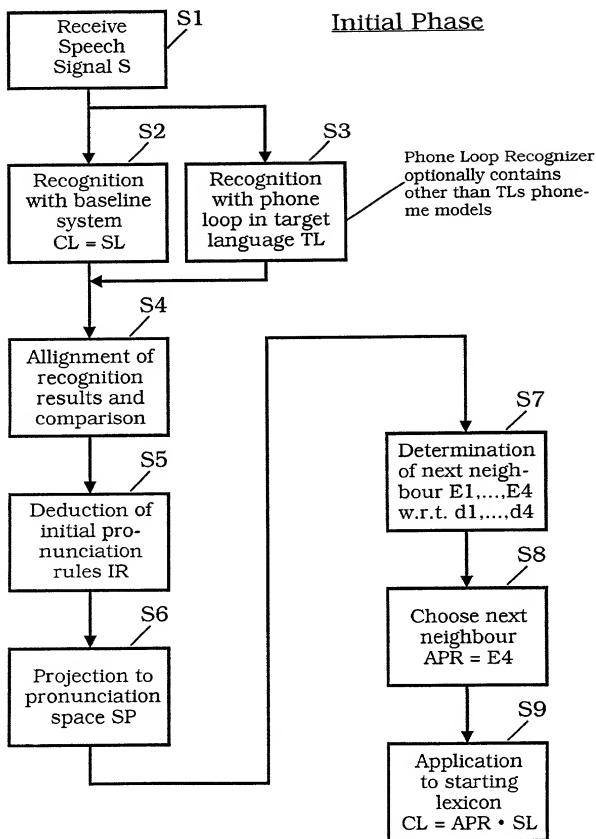 Initial Phase
S1
Receive
Speech
Signal S
S2
Recognition
with baseline
system
CL = SL
S3
Recognition
with phone
loop in target
language TL
Phone Loop Recognizer
optionally contains
other than TLs phone-
me models
S4
Allignment of
recognition
results and
comparison
S5
Deduction of
initial pro-
nunciation
rules IR
S6
Projection to
pronunciation
space SP
S7
Determination
of next neigh-
bour E1,...,E4
w.r.t. d1,...,d4
S8
Choose next
neighbour
APR = E4
S9
Application
to starting
lexicon
CL = APR • SL